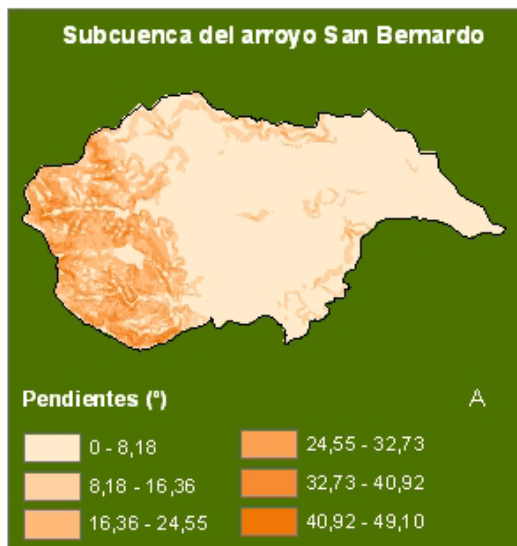 Subcuenca del arroyo San Bernardo
Pendientes (°)
A
0 - 8,18
8,18 - 16,36
16,36 - 24,55
24,55 - 32,73
32,73 - 40,92
40,92 - 49,10